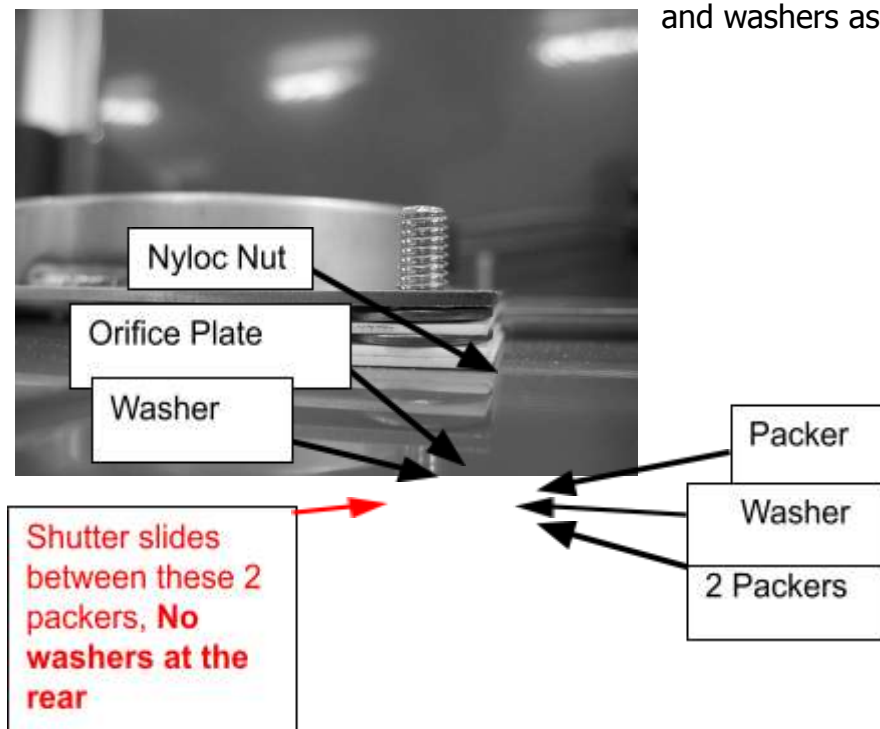 and washers as
Nyloc Nut
Orifice Plate
Washer
Packer
Washer
2 Packers
Shutter slides
between these 2
packers, No
washers at the
rear